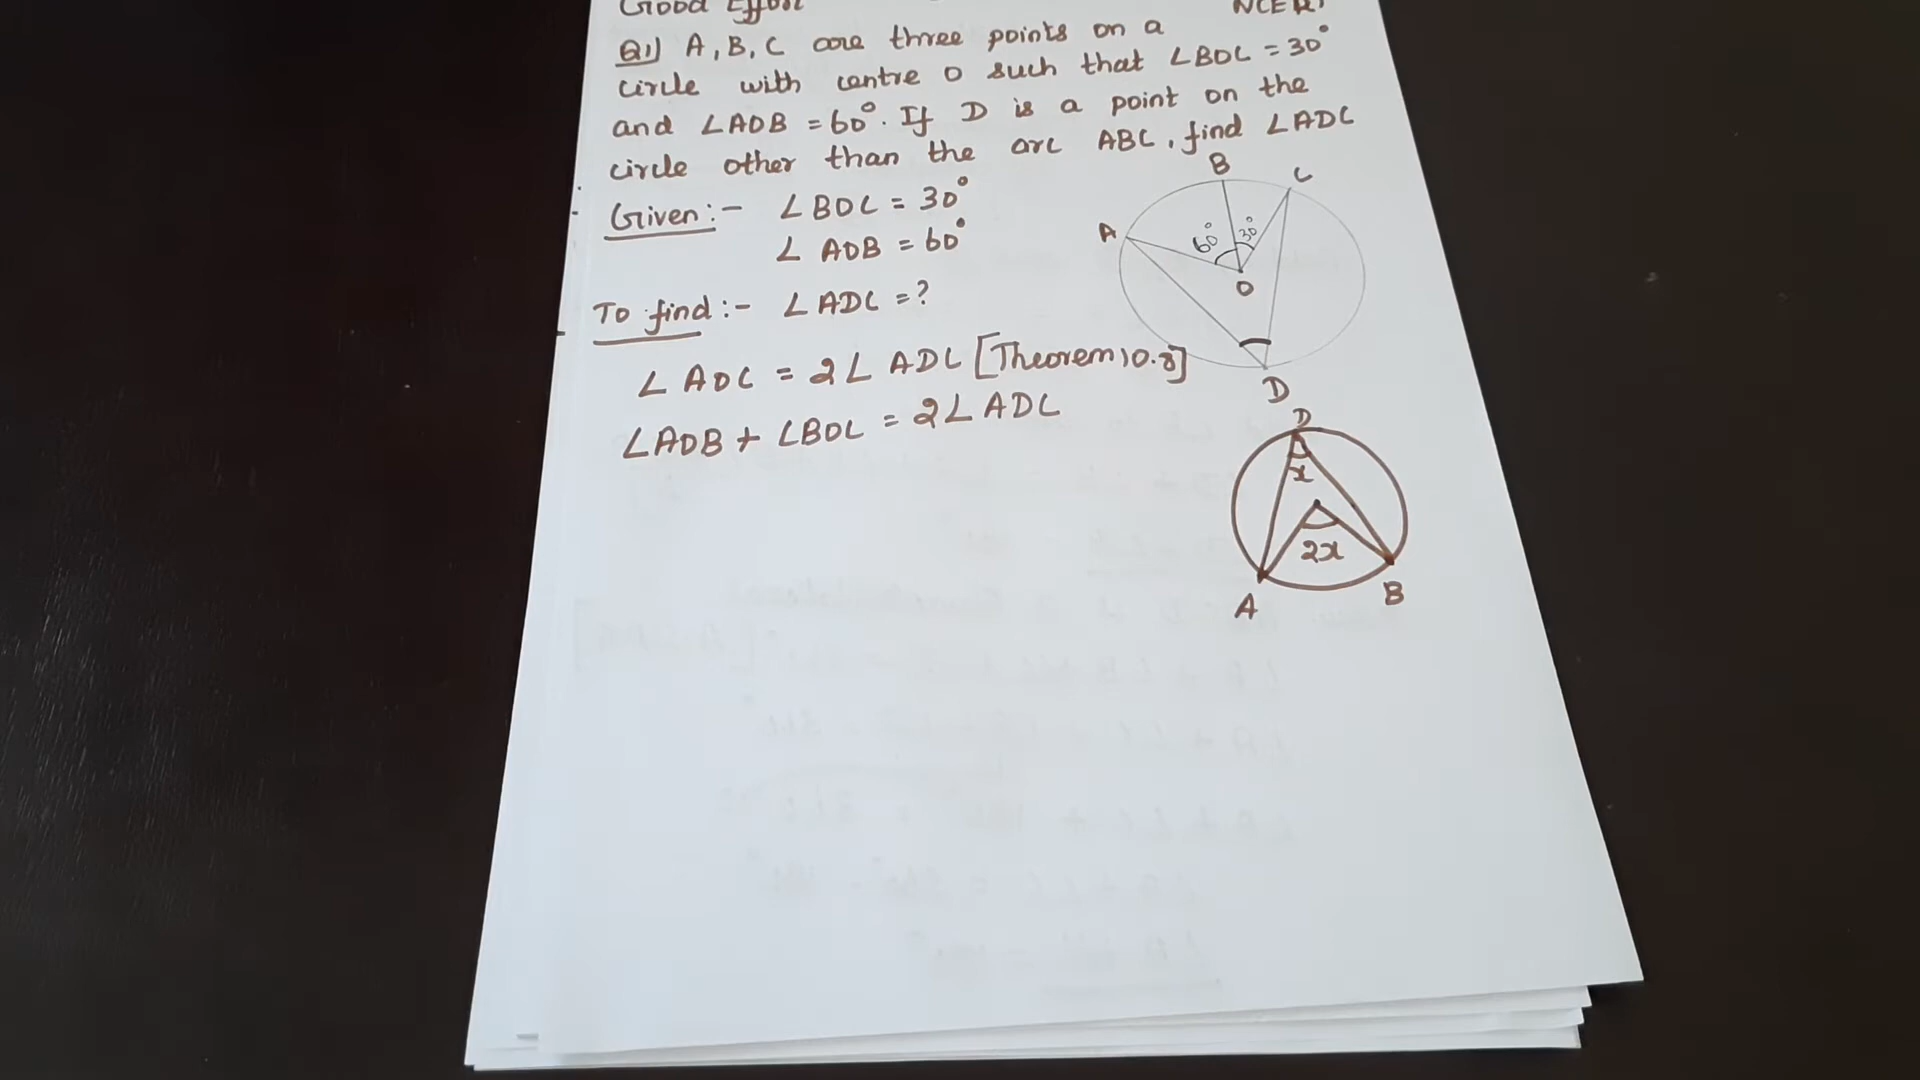 Good Effort NCERT
Q1) A, B, C are three points on a
circle with centre O such that ∠BOC = 30°
and ∠AOB = 60°. If D is a point on the
circle other than the arc ABC, find ∠ADC
Given:- ∠BOC = 30°
∠AOB = 60°
To find:- ∠ADC = ?
∠AOC = 2∠ADC [Theorem 10.8]
∠AOB + ∠BOC = 2∠ADC
B
C
A
60° 30°
O
D
D
x
2x
A B